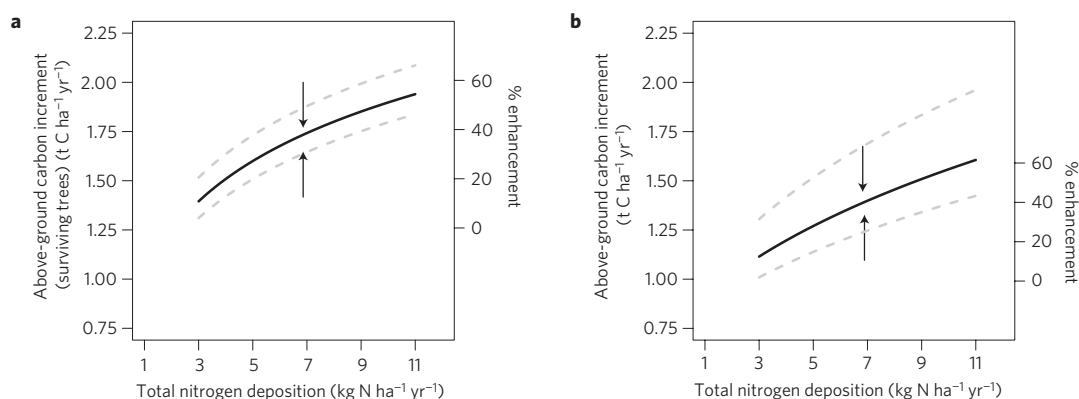 a
2.25
2.00
1.75
1.50
1.25
1.00
0.75
Above-ground carbon increment
(surviving trees) (t C ha⁻¹ yr⁻¹)
60
40
20
0
% enhancement
1 3 5 7 9 11
Total nitrogen deposition (kg N ha⁻¹ yr⁻¹)
b
2.25
2.00
1.75
1.50
1.25
1.00
0.75
Above-ground carbon increment
(t C ha⁻¹ yr⁻¹)
60
40
20
0
% enhancement
1 3 5 7 9 11
Total nitrogen deposition (kg N ha⁻¹ yr⁻¹)